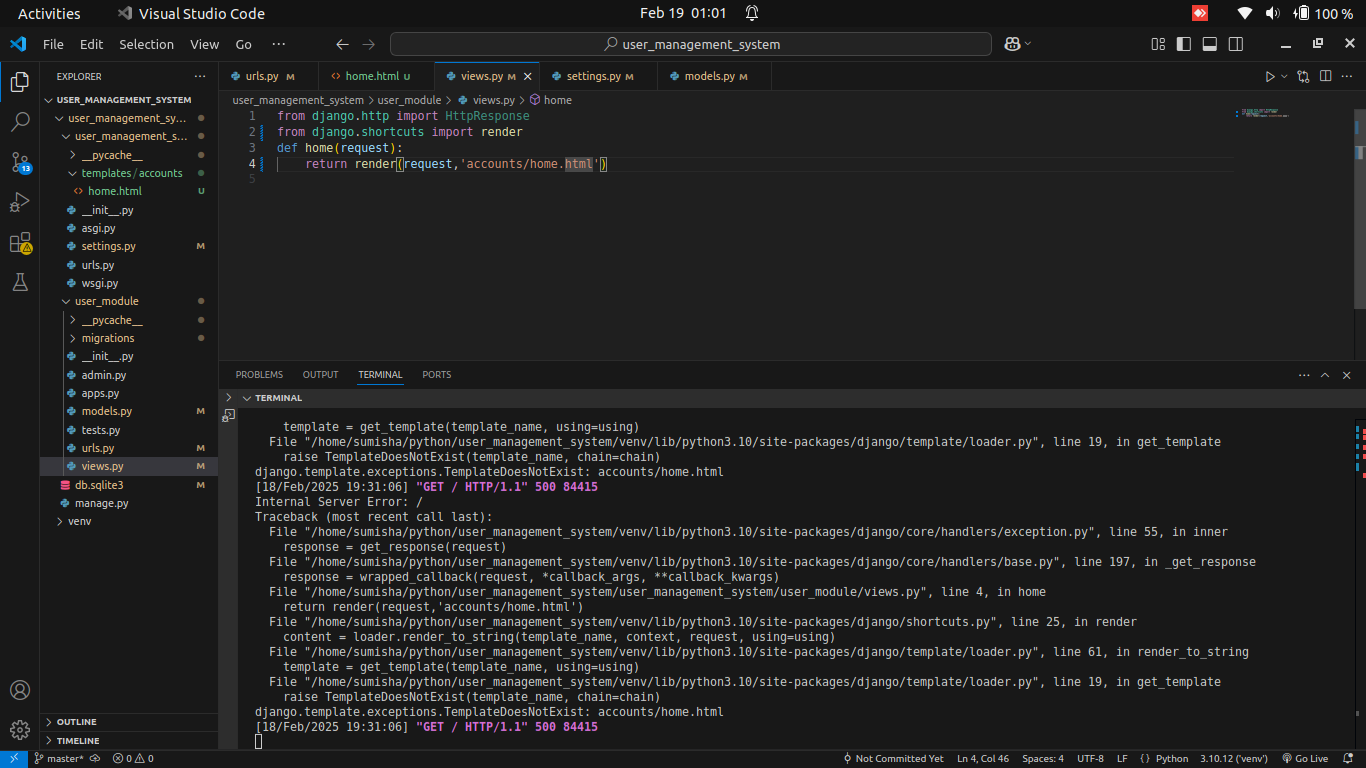 Activities Visual Studio Code Feb 19 01:01 100 %
File Edit Selection View Go ··· user_management_system
EXPLORER ···
USER_MANAGEMENT_SYSTEM
user_management_sy...
user_management_s...
__pycache__
templates / accounts
home.html U
__init__.py
asgi.py
settings.py M
urls.py
wsgi.py
user_module
__pycache__
migrations
__init__.py
admin.py
apps.py
models.py M
tests.py
urls.py M
views.py M
db.sqlite3 M
manage.py
venv
OUTLINE
TIMELINE
13
urls.py M home.html U views.py M settings.py M models.py M
user_management_system > user_module > views.py > home
1 from django.http import HttpResponse
2 from django.shortcuts import render
3 def home(request):
4 return render(request,'accounts/home.html')
5
PROBLEMS OUTPUT TERMINAL PORTS
TERMINAL
template = get_template(template_name, using=using)
File "/home/sumisha/python/user_management_system/venv/lib/python3.10/site-packages/django/template/loader.py", line 19, in get_template
raise TemplateDoesNotExist(template_name, chain=chain)
django.template.exceptions.TemplateDoesNotExist: accounts/home.html
[18/Feb/2025 19:31:06] "GET / HTTP/1.1" 500 84415
Internal Server Error: /
Traceback (most recent call last):
File "/home/sumisha/python/user_management_system/venv/lib/python3.10/site-packages/django/core/handlers/exception.py", line 55, in inner
response = get_response(request)
File "/home/sumisha/python/user_management_system/venv/lib/python3.10/site-packages/django/core/handlers/base.py", line 197, in _get_response
response = wrapped_callback(request, *callback_args, **callback_kwargs)
File "/home/sumisha/python/user_management_system/user_management_system/user_module/views.py", line 4, in home
return render(request,'accounts/home.html')
File "/home/sumisha/python/user_management_system/venv/lib/python3.10/site-packages/django/shortcuts.py", line 25, in render
content = loader.render_to_string(template_name, context, request, using=using)
File "/home/sumisha/python/user_management_system/venv/lib/python3.10/site-packages/django/template/loader.py", line 61, in render_to_string
template = get_template(template_name, using=using)
File "/home/sumisha/python/user_management_system/venv/lib/python3.10/site-packages/django/template/loader.py", line 19, in get_template
raise TemplateDoesNotExist(template_name, chain=chain)
django.template.exceptions.TemplateDoesNotExist: accounts/home.html
[18/Feb/2025 19:31:06] "GET / HTTP/1.1" 500 84415
master* 0 0 Not Committed Yet Ln 4, Col 46 Spaces: 4 UTF-8 LF { } Python 3.10.12 ('venv') Go Live